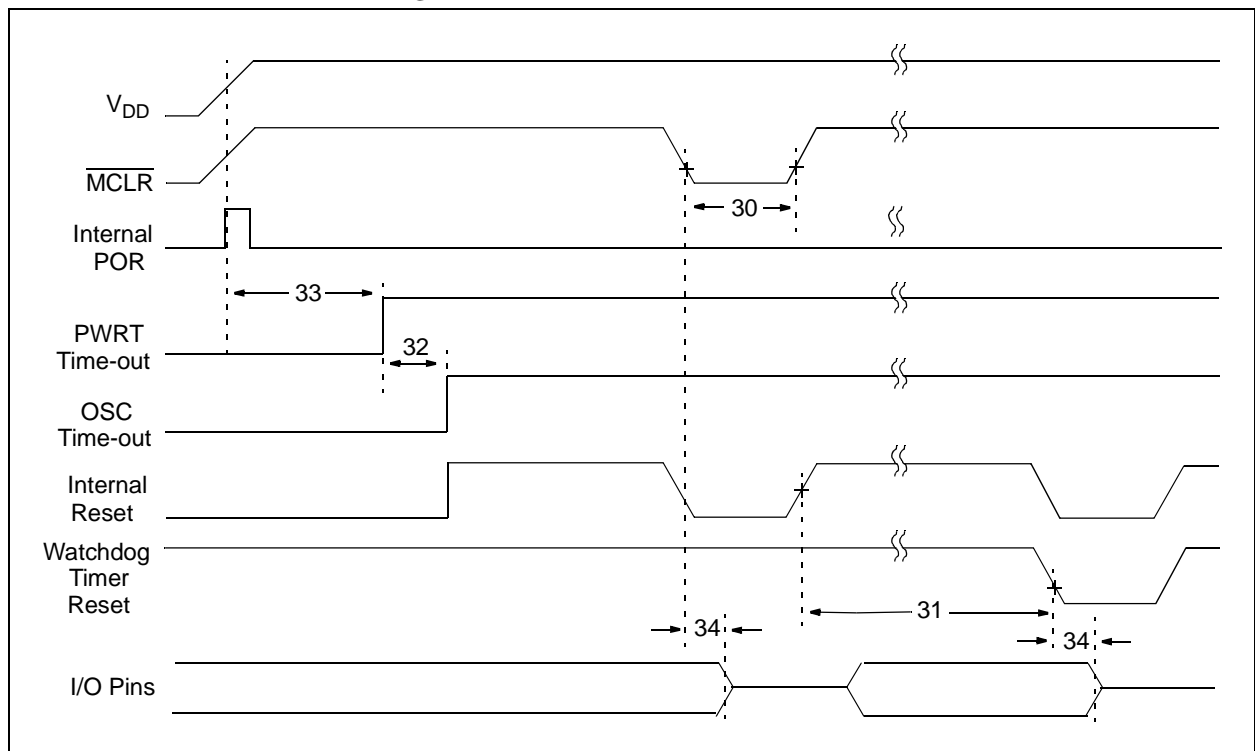 VDD
MCLR
30
Internal
POR
33
PWRT
Time-out
32
OSC
Time-out
Internal
Reset
Watchdog
Timer
Reset
31
34
34
I/O Pins